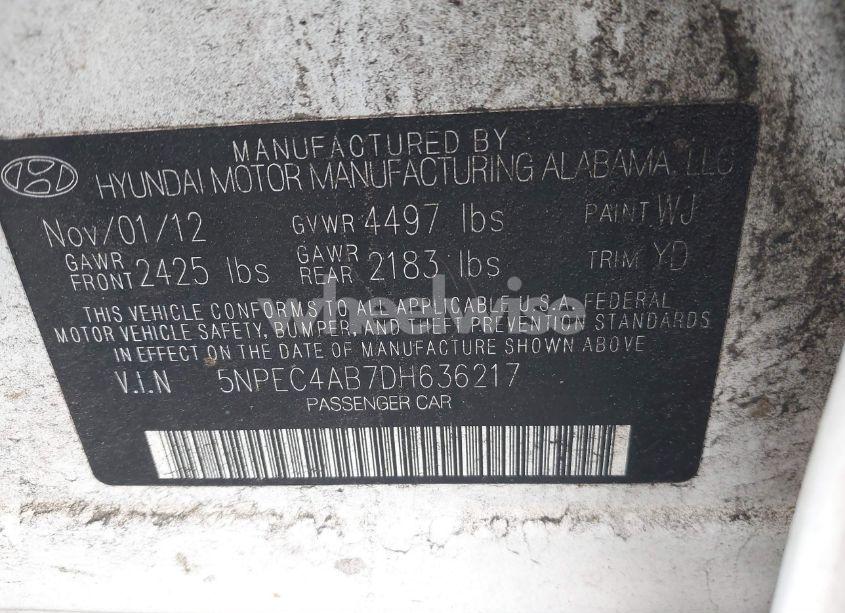 MANUFACTURED BY
HYUNDAI MOTOR MANUFACTURING ALABAMA, LLC
Nov/01/12 GVWR 4497 lbs PAINT WJ
GAWR FRONT 2425 lbs GAWR REAR 2183 lbs TRIM YD
THIS VEHICLE CONFORMS TO ALL APPLICABLE U.S.A. FEDERAL
MOTOR VEHICLE SAFETY, BUMPER, AND THEFT PREVENTION STANDARDS
IN EFFECT ON THE DATE OF MANUFACTURE SHOWN ABOVE
V.I.N 5NPEC4AB7DH636217
PASSENGER CAR
wheelwise